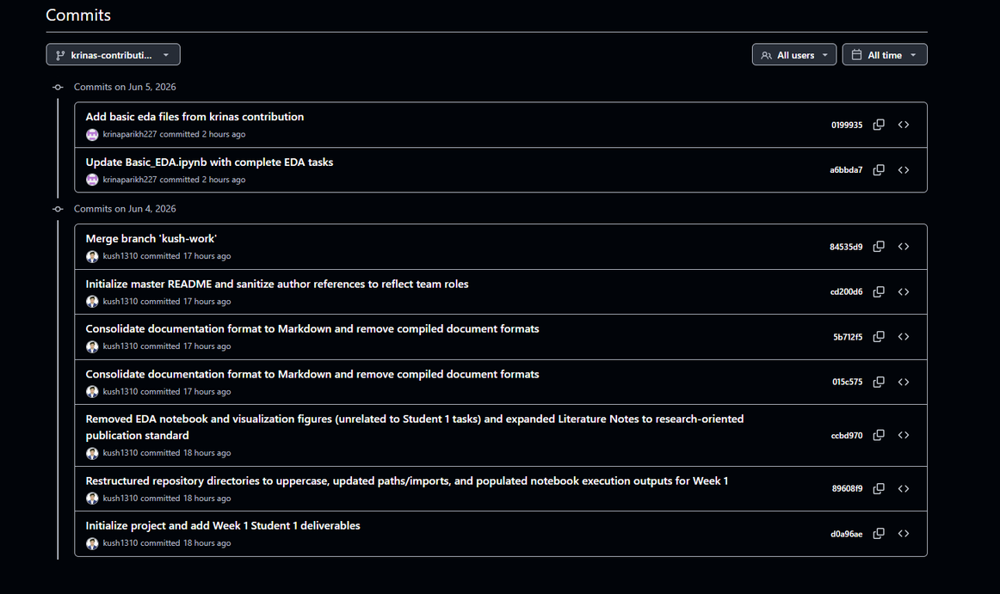 Commits
krinas-contributi...
All users
All time
Commits on Jun 5, 2026
Add basic eda files from krinas contribution
krinaparikh227 committed 2 hours ago
0199935
Update Basic_EDA.ipynb with complete EDA tasks
krinaparikh227 committed 2 hours ago
a6bbda7
Commits on Jun 4, 2026
Merge branch 'kush-work'
kush1310 committed 17 hours ago
84535d9
Initialize master README and sanitize author references to reflect team roles
kush1310 committed 17 hours ago
cd200d6
Consolidate documentation format to Markdown and remove compiled document formats
kush1310 committed 17 hours ago
5b712f5
Consolidate documentation format to Markdown and remove compiled document formats
kush1310 committed 17 hours ago
015c575
Removed EDA notebook and visualization figures (unrelated to Student 1 tasks) and expanded Literature Notes to research-oriented
publication standard
kush1310 committed 18 hours ago
ccbd970
Restructured repository directories to uppercase, updated paths/imports, and populated notebook execution outputs for Week 1
kush1310 committed 18 hours ago
89608f9
Initialize project and add Week 1 Student 1 deliverables
kush1310 committed 18 hours ago
d0a96ae